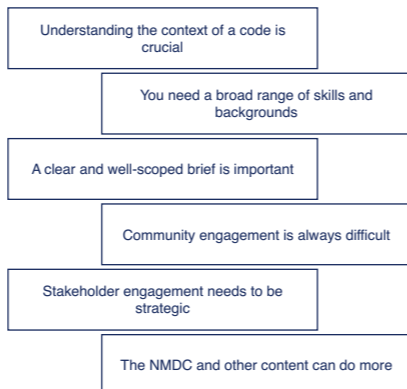 Understanding the context of a code is
crucial
You need a broad range of skills and
backgrounds
A clear and well-scoped brief is important
Community engagement is always difficult
Stakeholder engagement needs to be
strategic
The NMDC and other content can do more